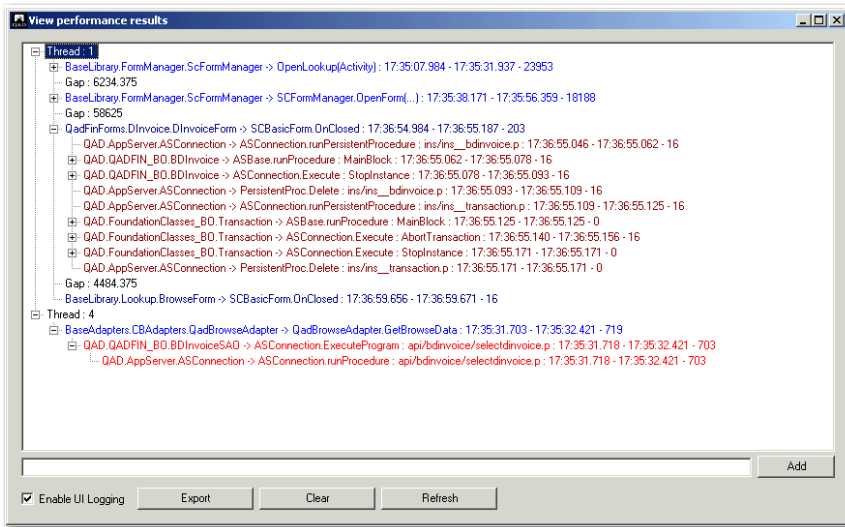 View performance results
Thread : 1
BaseLibrary.FormManager.ScFormManager -> OpenLookup(Activity) : 17:35:07.984 - 17:35:31.937 - 23953
Gap : 6234.375
BaseLibrary.FormManager.ScFormManager -> SCFormManager.OpenForm(...) : 17:35:38.171 - 17:35:56.359 - 18188
Gap : 58625
QadFinForms.DInvoice.DInvoiceForm -> SCBasicForm.OnClosed : 17:36:54.984 - 17:36:55.187 - 203
QAD.AppServer.ASConnection -> ASConnection.runPersistentProcedure : ins/ins__bdinvoice.p : 17:36:55.046 - 17:36:55.062 - 16
QAD.QADFIN_BO.BDInvoice -> ASBase.runProcedure : MainBlock : 17:36:55.062 - 17:36:55.078 - 16
QAD.QADFIN_BO.BDInvoice -> ASConnection.Execute : StopInstance : 17:36:55.078 - 17:36:55.093 - 16
QAD.AppServer.ASConnection -> PersistentProc.Delete : ins/ins__bdinvoice.p : 17:36:55.093 - 17:36:55.109 - 16
QAD.AppServer.ASConnection -> ASConnection.runPersistentProcedure : ins/ins__transaction.p : 17:36:55.109 - 17:36:55.125 - 16
QAD.FoundationClasses_BO.Transaction -> ASBase.runProcedure : MainBlock : 17:36:55.125 - 17:36:55.125 - 0
QAD.FoundationClasses_BO.Transaction -> ASConnection.Execute : AbortTransaction : 17:36:55.140 - 17:36:55.156 - 16
QAD.FoundationClasses_BO.Transaction -> ASConnection.Execute : StopInstance : 17:36:55.171 - 17:36:55.171 - 0
QAD.AppServer.ASConnection -> PersistentProc.Delete : ins/ins__transaction.p : 17:36:55.171 - 17:36:55.171 - 0
Gap : 4484.375
BaseLibrary.Lookup.BrowseForm -> SCBasicForm.OnClosed : 17:36:59.656 - 17:36:59.671 - 16
Thread : 4
BaseAdapters.CBAdapters.QadBrowseAdapter -> QadBrowseAdapter.GetBrowseData : 17:35:31.703 - 17:35:32.421 - 719
QAD.QADFIN_BO.BDInvoiceSAO -> ASConnection.ExecuteProgram : api/bdinvoice/selectdinvoice.p : 17:35:31.718 - 17:35:32.421 - 703
QAD.AppServer.ASConnection -> ASConnection.runProcedure : api/bdinvoice/selectdinvoice.p : 17:35:31.718 - 17:35:32.421 - 703
Add
Enable UI Logging Export Clear Refresh